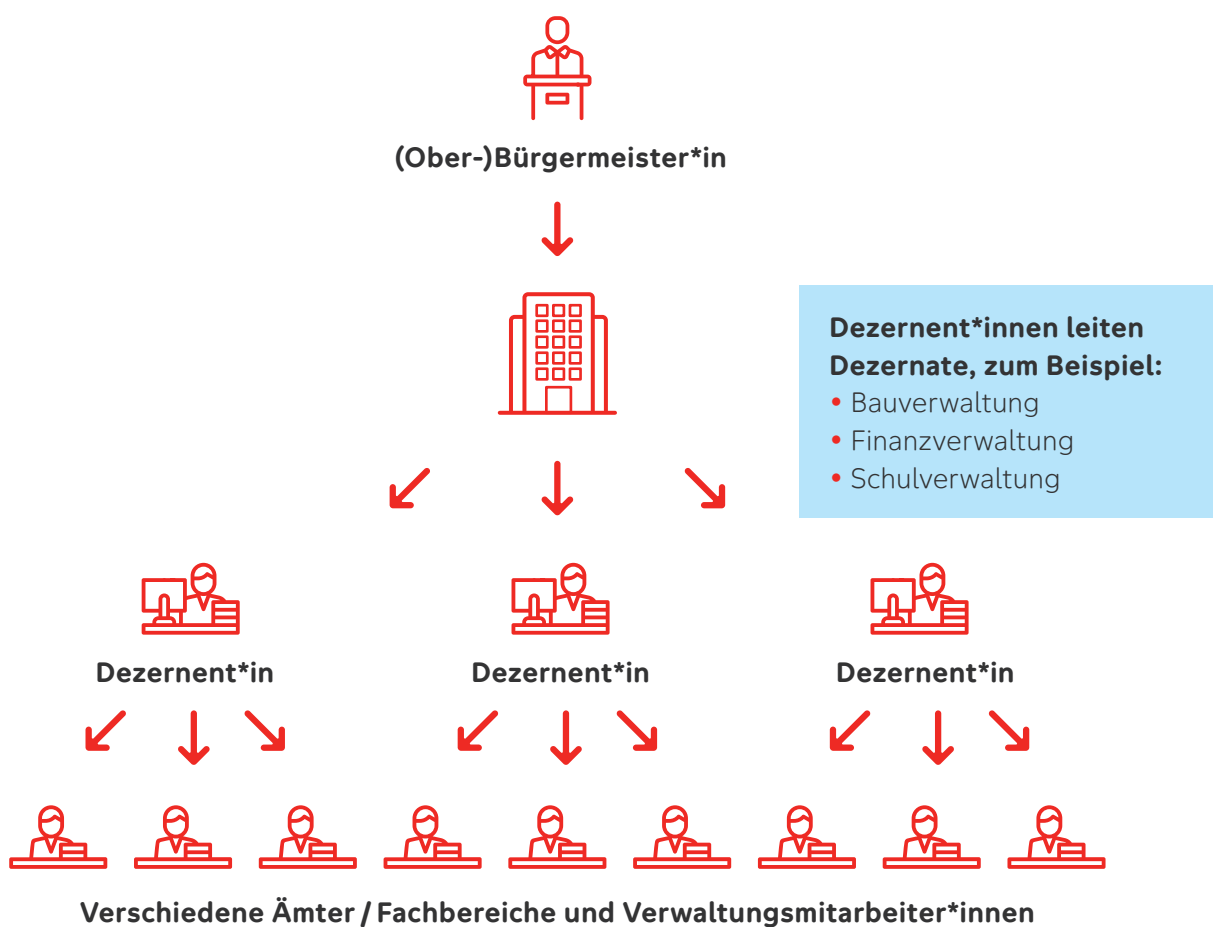 (Ober-)Bürgermeister*in
Dezernent*innen leiten
Dezernate, zum Beispiel:
• Bauverwaltung
• Finanzverwaltung
• Schulverwaltung
Dezernent*in
Dezernent*in
Dezernent*in
Verschiedene Ämter / Fachbereiche und Verwaltungsmitarbeiter*innen